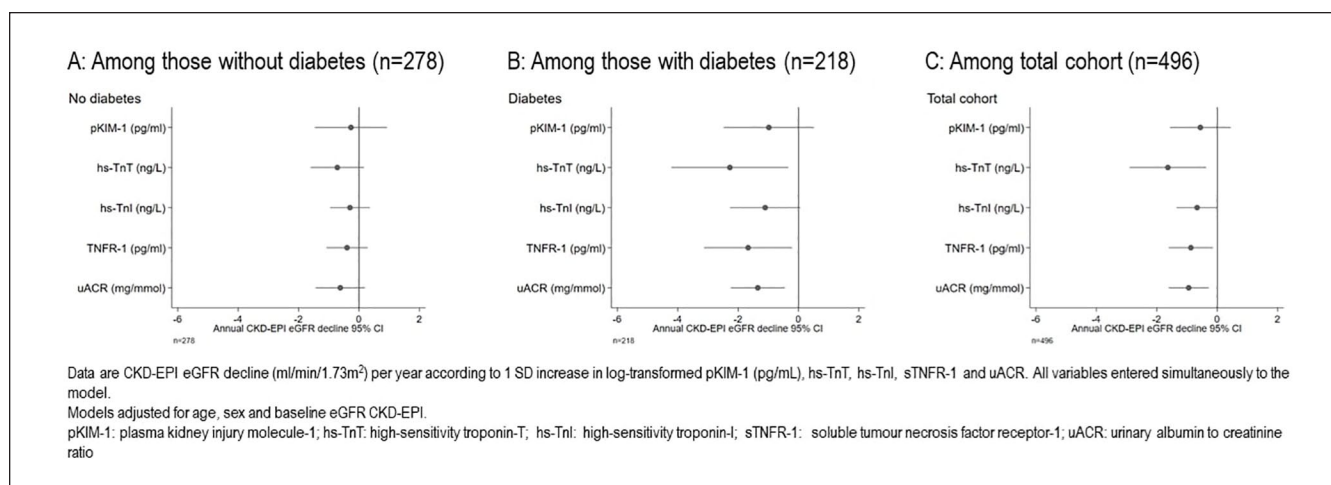 A: Among those without diabetes (n=278)
No diabetes
pKIM-1 (pg/ml)
hs-TnT (ng/L)
hs-TnI (ng/L)
TNFR-1 (pg/ml)
uACR (mg/mmol)
-6
-4
-2
0
2
Annual CKD-EPI eGFR decline 95% CI
n=278
B: Among those with diabetes (n=218)
Diabetes
pKIM-1 (pg/ml)
hs-TnT (ng/L)
hs-TnI (ng/L)
TNFR-1 (pg/ml)
uACR (mg/mmol)
-6
-4
-2
0
2
Annual CKD-EPI eGFR decline 95% CI
n=218
C: Among total cohort (n=496)
Total cohort
pKIM-1 (pg/ml)
hs-TnT (ng/L)
hs-TnI (ng/L)
TNFR-1 (pg/ml)
uACR (mg/mmol)
-6
-4
-2
0
2
Annual CKD-EPI eGFR decline 95% CI
n=496
Data are CKD-EPI eGFR decline (ml/min/1.73m²) per year according to 1 SD increase in log-transformed pKIM-1 (pg/mL), hs-TnT, hs-TnI, sTNFR-1 and uACR. All variables entered simultaneously to the
model.
Models adjusted for age, sex and baseline eGFR CKD-EPI.
pKIM-1: plasma kidney injury molecule-1; hs-TnT: high-sensitivity troponin-T; hs-TnI: high-sensitivity troponin-I; sTNFR-1: soluble tumour necrosis factor receptor-1; uACR: urinary albumin to creatinine
ratio